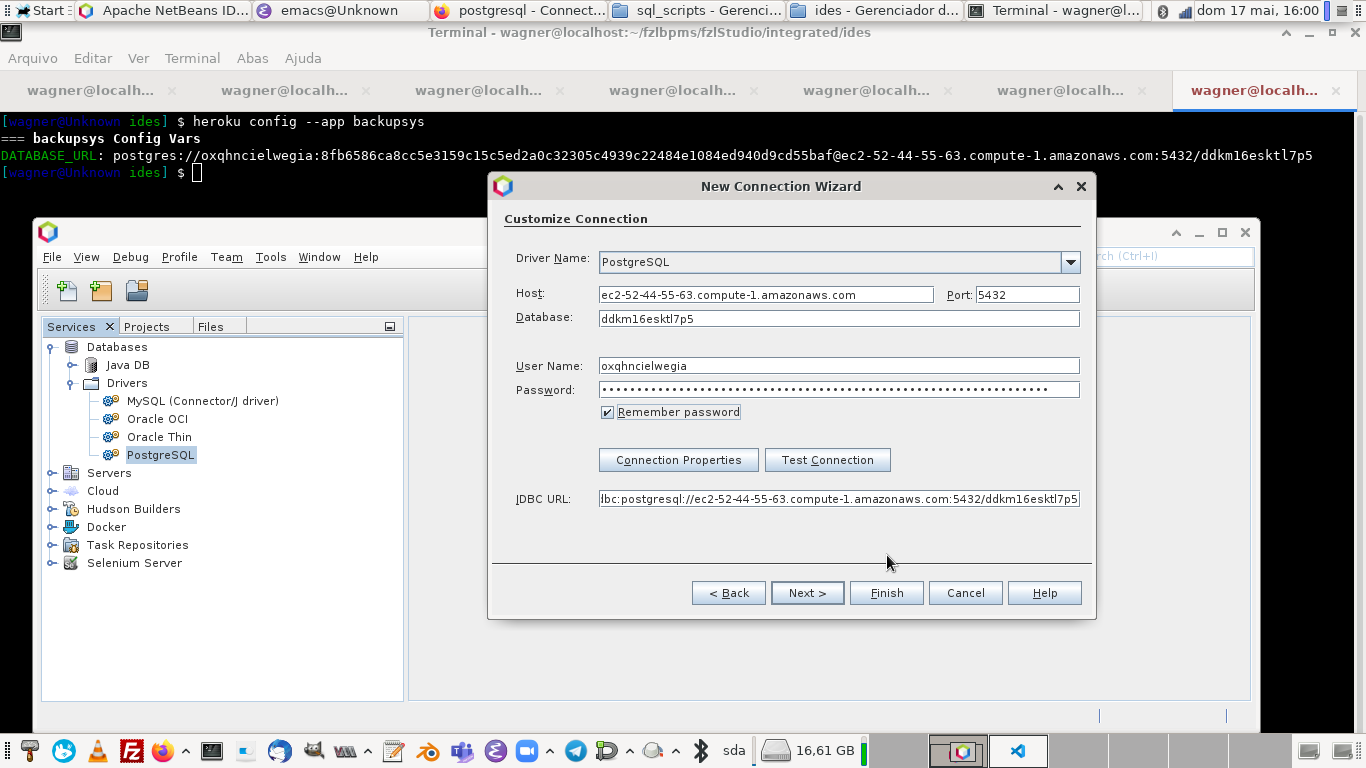 Start Apache NetBeans ID... emacs@Unknown postgresql - Connect... sql_scripts - Gerenci... ides - Gerenciador d... Terminal - wagner@l... dom 17 mai, 16:00
Terminal - wagner@localhost:~/fzlbpms/fzlStudio/integrated/ides
Arquivo Editar Ver Terminal Abas Ajuda
wagner@localh... wagner@localh... wagner@localh... wagner@localh... wagner@localh... wagner@localh... wagner@localh...
[wagner@Unknown ides] $ heroku config --app backupsys
=== backupsys Config Vars
DATABASE_URL: postgres://oxqhncielwegia:8fb6586ca8cc5e3159c15c5ed2a0c32305c4939c22484e1084ed940d9cd55baf@ec2-52-44-55-63.compute-1.amazonaws.com:5432/ddkm16esktl7p5
[wagner@Unknown ides] $
New Connection Wizard
Customize Connection
Driver Name: PostgreSQL
Host: ec2-52-44-55-63.compute-1.amazonaws.com Port: 5432
Database: ddkm16esktl7p5
User Name: oxqhncielwegia
Password: ••••••••••••••••••••••••••••••••••••••••••••••••••••••••••••••••
Remember password
Connection Properties Test Connection
JDBC URL: lbc:postgresql://ec2-52-44-55-63.compute-1.amazonaws.com:5432/ddkm16esktl7p5
< Back Next > Finish Cancel Help
File View Debug Profile Team Tools Window Help
rch (Ctrl+I)
Services Projects Files
Databases
Java DB
Drivers
MySQL (Connector/J driver)
Oracle OCI
Oracle Thin
PostgreSQL
Servers
Cloud
Hudson Builders
Docker
Task Repositories
Selenium Server
sda 16,61 GB